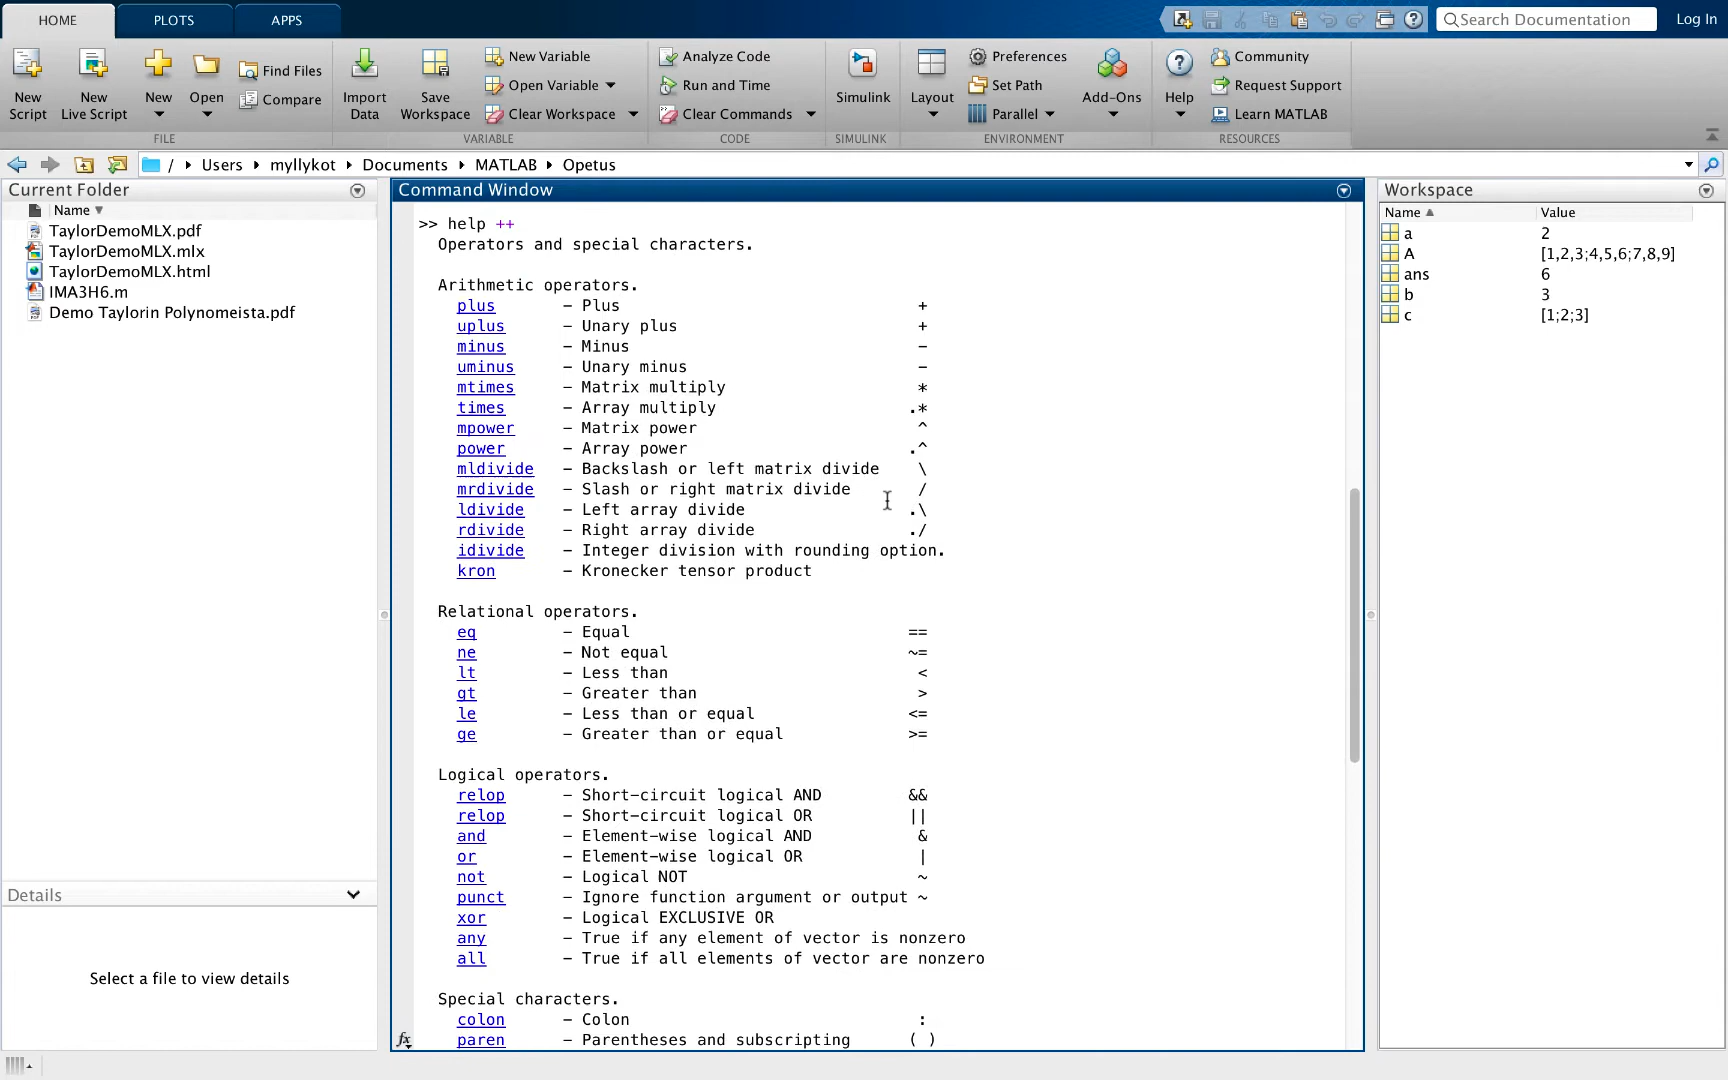 HOME
PLOTS
APPS
Search Documentation
Log In
New Script
New Live Script
New
Open
Find Files
Compare
Import Data
Save Workspace
New Variable
Open Variable
Clear Workspace
Analyze Code
Run and Time
Clear Commands
Simulink
Layout
Preferences
Set Path
Parallel
Add-Ons
Help
Community
Request Support
Learn MATLAB
FILE
VARIABLE
CODE
SIMULINK
ENVIRONMENT
RESOURCES
/ ▸ Users ▸ myllykot ▸ Documents ▸ MATLAB ▸ Opetus
Current Folder
Name
TaylorDemoMLX.pdf
TaylorDemoMLX.mlx
TaylorDemoMLX.html
IMA3H6.m
Demo Taylorin Polynomeista.pdf
Details
Select a file to view details
Command Window
>> help ++
Operators and special characters.
Arithmetic operators.
plus - Plus +
uplus - Unary plus +
minus - Minus -
uminus - Unary minus -
mtimes - Matrix multiply *
times - Array multiply .*
mpower - Matrix power ^
power - Array power .^
mldivide - Backslash or left matrix divide \
mrdivide - Slash or right matrix divide /
ldivide - Left array divide .\
rdivide - Right array divide ./
idivide - Integer division with rounding option.
kron - Kronecker tensor product
Relational operators.
eq - Equal ==
ne - Not equal ~=
lt - Less than <
gt - Greater than >
le - Less than or equal <=
ge - Greater than or equal >=
Logical operators.
relop - Short-circuit logical AND &&
relop - Short-circuit logical OR ||
and - Element-wise logical AND &
or - Element-wise logical OR |
not - Logical NOT ~
punct - Ignore function argument or output ~
xor - Logical EXCLUSIVE OR
any - True if any element of vector is nonzero
all - True if all elements of vector are nonzero
Special characters.
colon - Colon :
paren - Parentheses and subscripting ( )
fx
Workspace
Name Value
a 2
A [1,2,3;4,5,6;7,8,9]
ans 6
b 3
c [1;2;3]